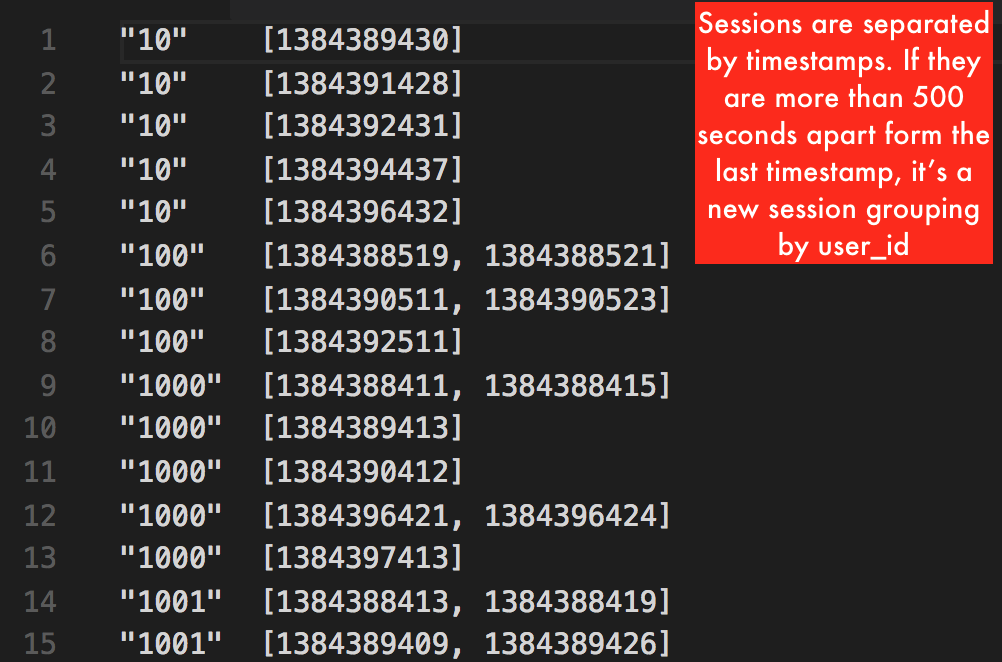 1 "10" [1384389430]
2 "10" [1384391428]
3 "10" [1384392431]
4 "10" [1384394437]
5 "10" [1384396432]
6 "100" [1384388519, 1384388521]
7 "100" [1384390511, 1384390523]
8 "100" [1384392511]
9 "1000" [1384388411, 1384388415]
10 "1000" [1384389413]
11 "1000" [1384390412]
12 "1000" [1384396421, 1384396424]
13 "1000" [1384397413]
14 "1001" [1384388413, 1384388419]
15 "1001" [1384389409, 1384389426]
Sessions are separated
by timestamps. If they
are more than 500
seconds apart form the
last timestamp, it’s a
new session grouping
by user_id